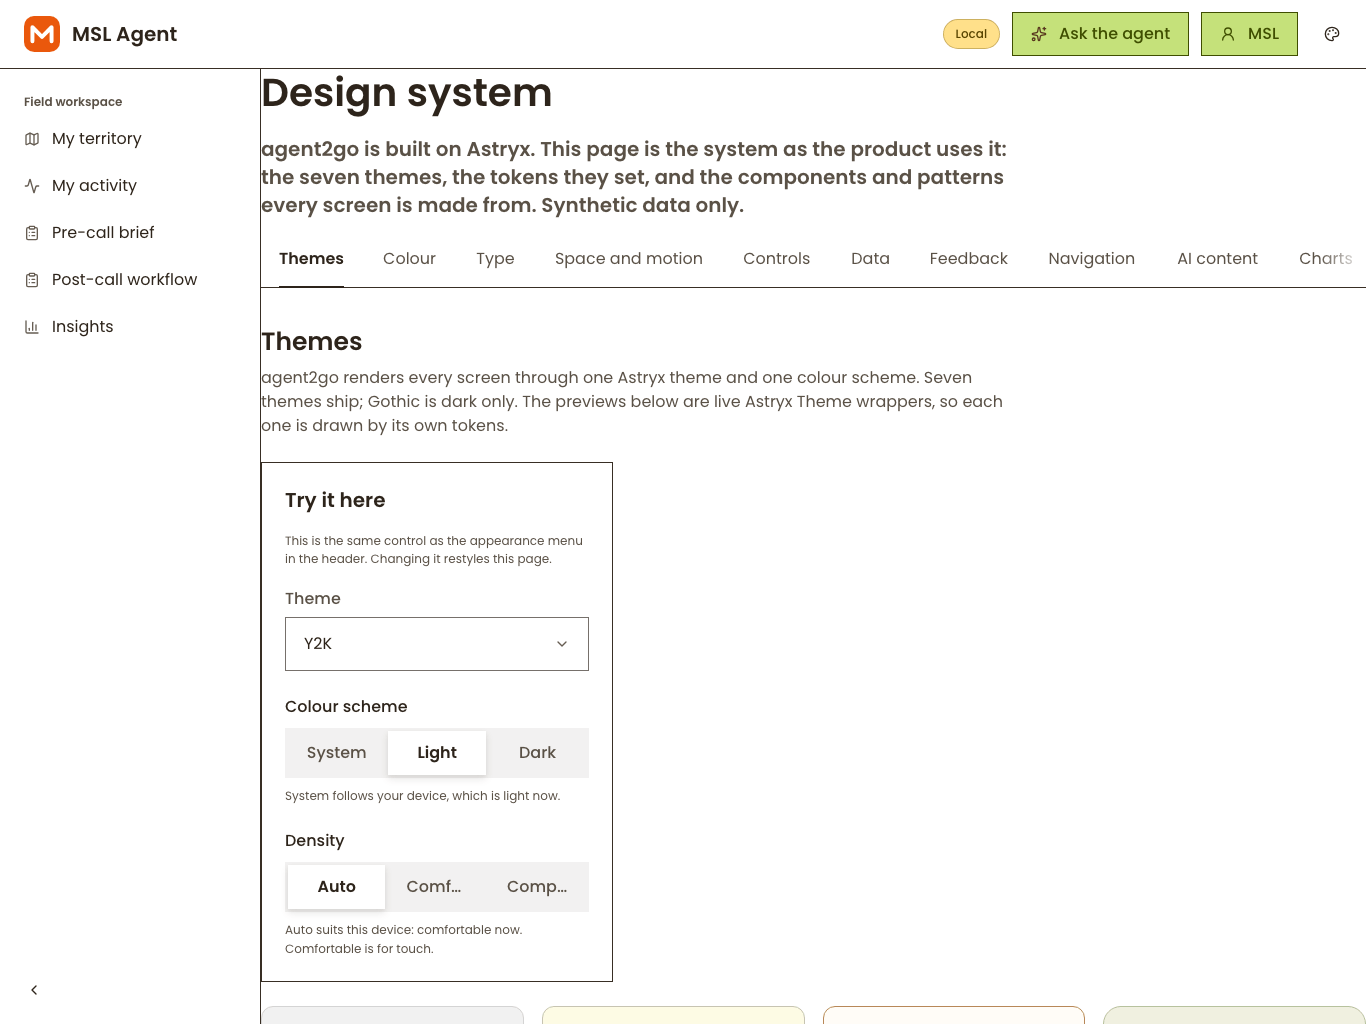 MSL Agent
Local
Ask the agent
MSL
Field workspace
My territory
My activity
Pre-call brief
Post-call workflow
Insights
Design system
agent2go is built on Astryx. This page is the system as the product uses it:
the seven themes, the tokens they set, and the components and patterns
every screen is made from. Synthetic data only.
Themes
Colour
Type
Space and motion
Controls
Data
Feedback
Navigation
AI content
Charts
Themes
agent2go renders every screen through one Astryx theme and one colour scheme. Seven
themes ship; Gothic is dark only. The previews below are live Astryx Theme wrappers, so each
one is drawn by its own tokens.
Try it here
This is the same control as the appearance menu
in the header. Changing it restyles this page.
Theme
Y2K
Colour scheme
System
Light
Dark
System follows your device, which is light now.
Density
Auto
Comf...
Comp...
Auto suits this device: comfortable now.
Comfortable is for touch.